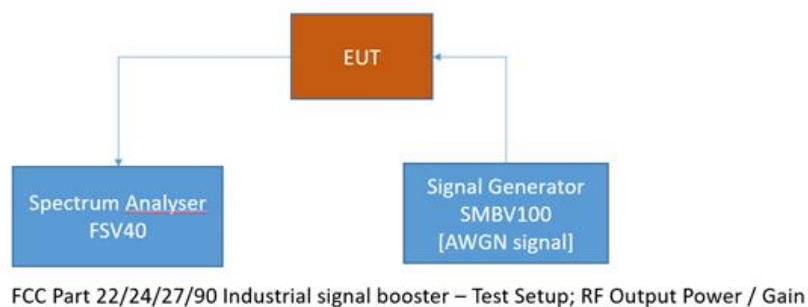 EUT
Spectrum Analyser
FSV40
Signal Generator
SMBV100
[AWGN signal]
FCC Part 22/24/27/90 Industrial signal booster – Test Setup; RF Output Power / Gain